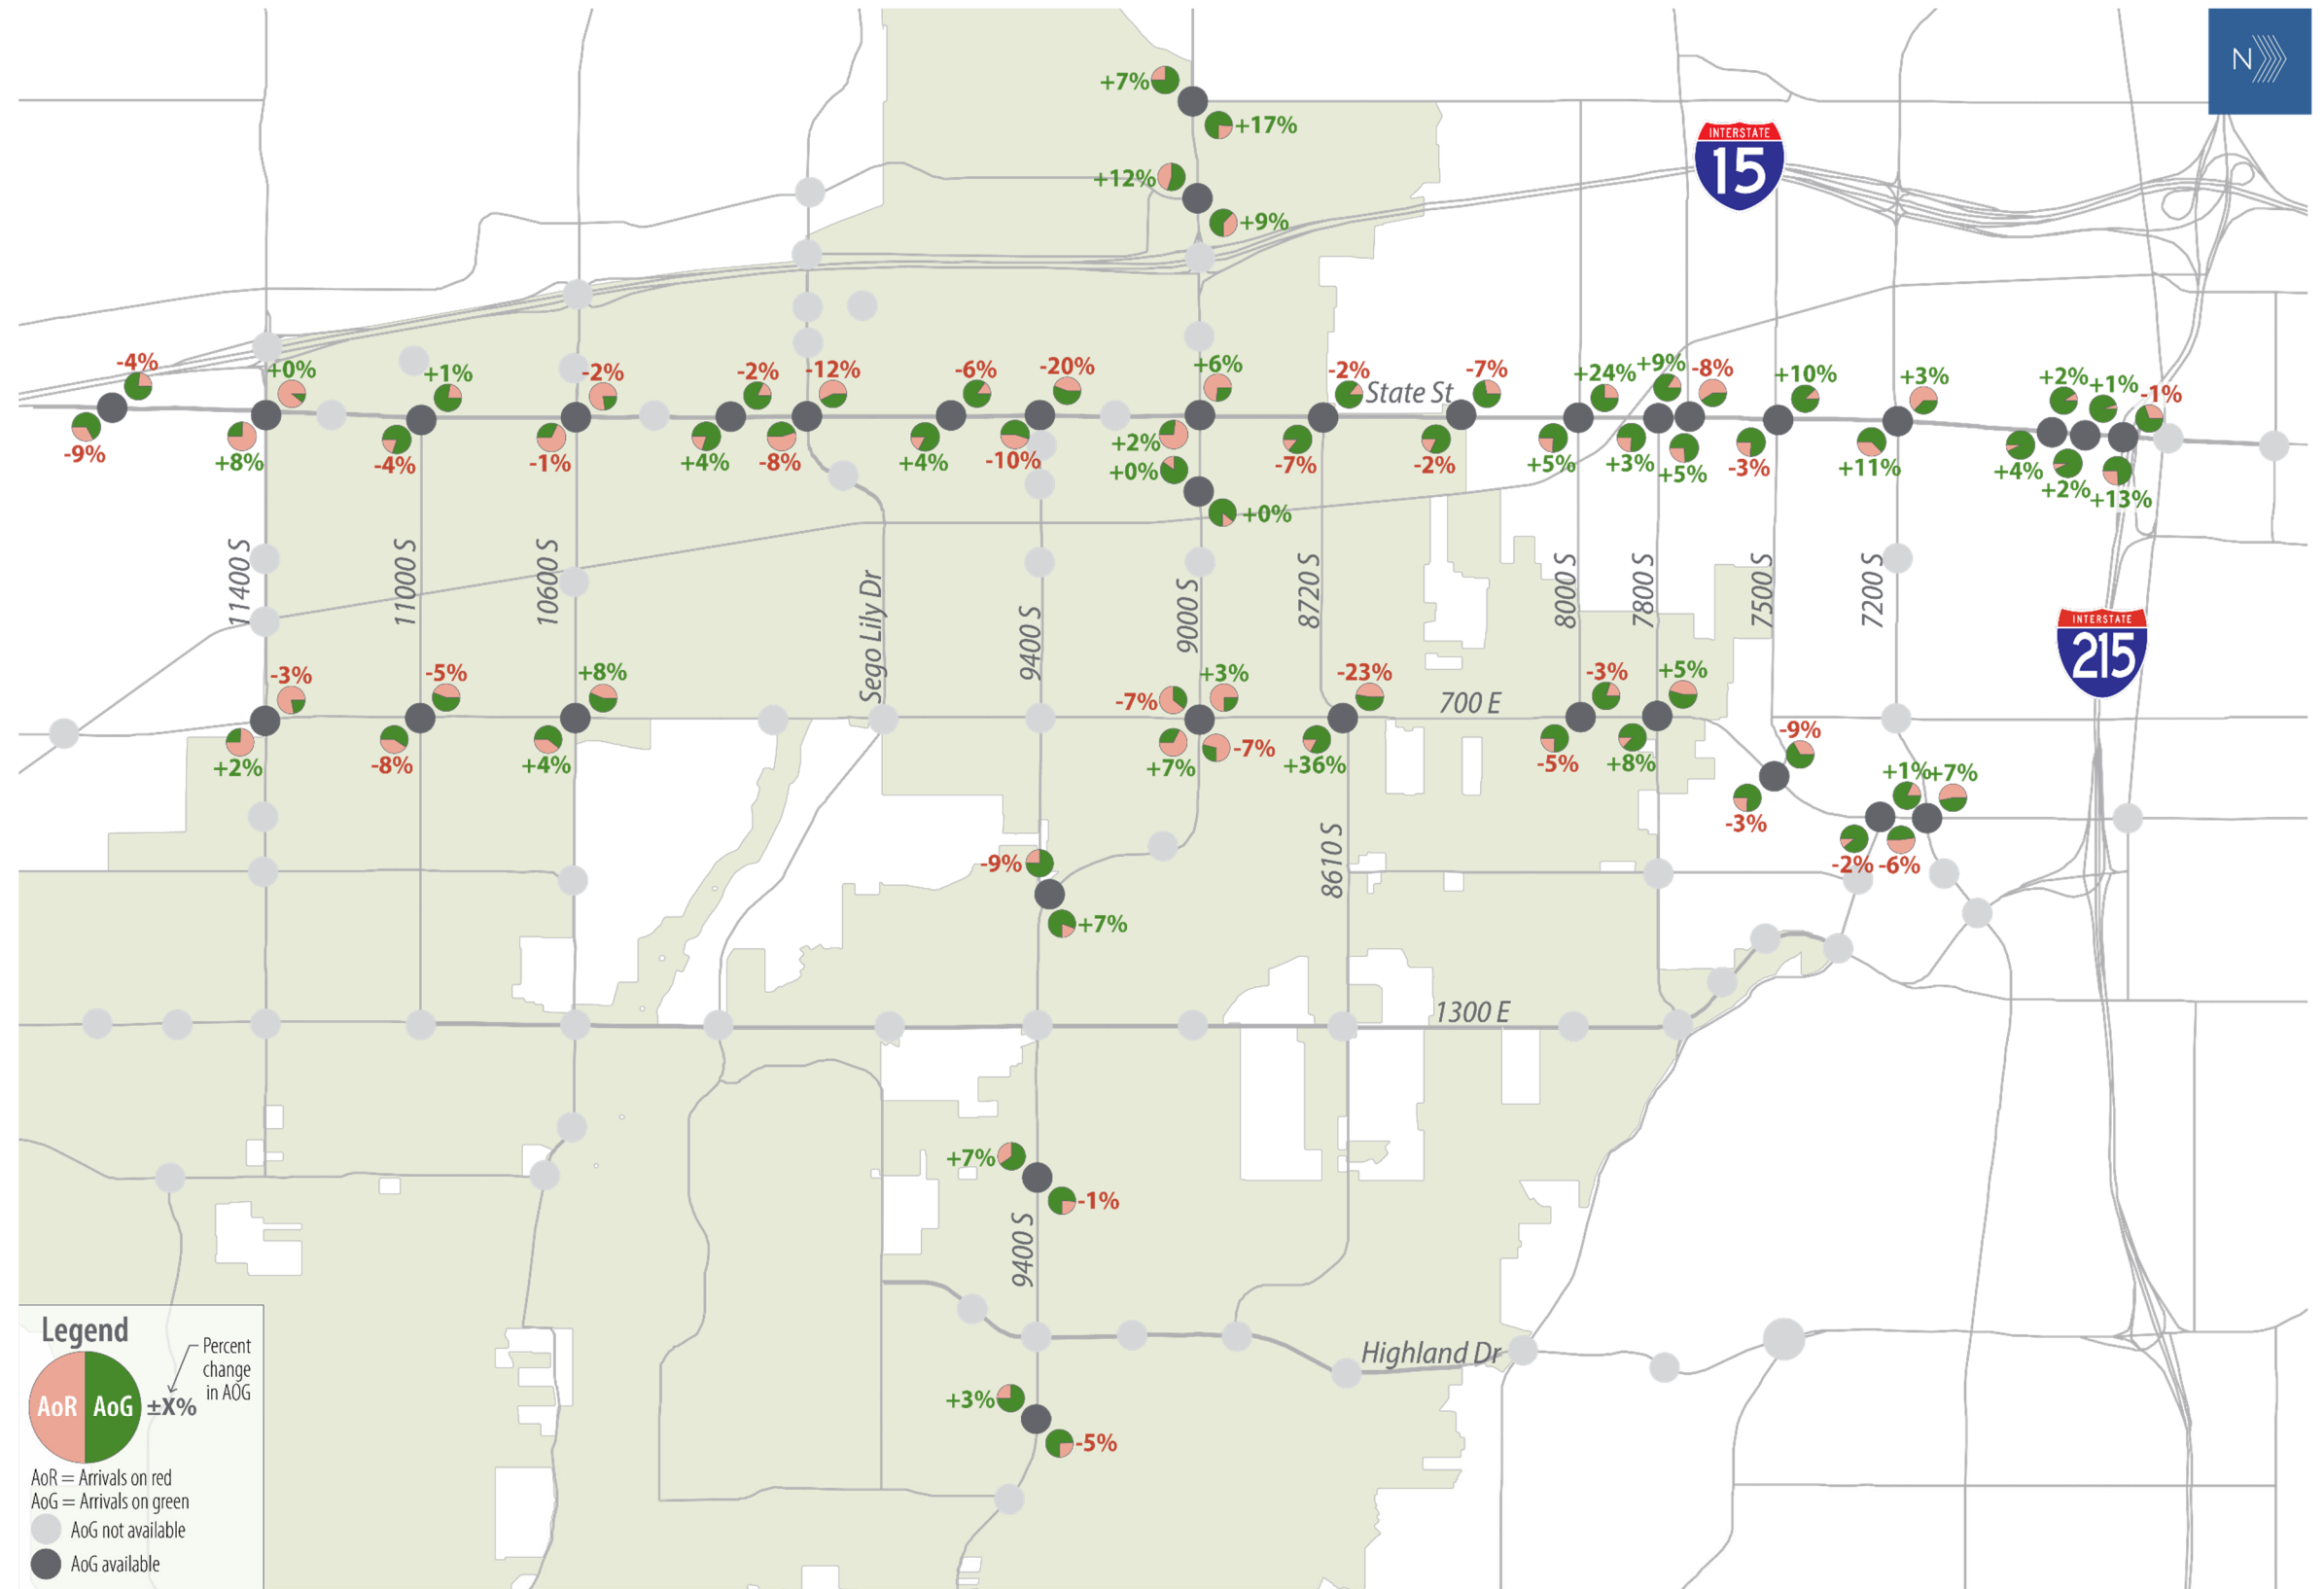 N
+7%
+17%
INTERSTATE
15
+12%
+9%
-4%
+0%
+1%
-2%
-2%
-12%
-6%
-20%
+6%
-2%
State St
-7%
+24%
+9%
-8%
+10%
+3%
+2%
+1%
-1%
-9%
+8%
-4%
-1%
+4%
-8%
+4%
-10%
+2%
+0%
-7%
-2%
+5%
+3%
+5%
-3%
+11%
+4%
+2%
+13%
+0%
11400 S
11000 S
10600 S
Sego Lily Dr
9400 S
9000 S
8720 S
8000 S
7800 S
7500 S
7200 S
INTERSTATE
215
-3%
-5%
+8%
-7%
+3%
-23%
700 E
-3%
+5%
-9%
+2%
-8%
+4%
+7%
-7%
+36%
-5%
+8%
-3%
+1%
+7%
-2%
-6%
8610 S
-9%
+7%
1300 E
+7%
-1%
9400 S
Highland Dr
+3%
-5%
Legend
Percent
change
in AOG
AoR AoG ±X%
AoR = Arrivals on red
AoG = Arrivals on green
AoG not available
AoG available